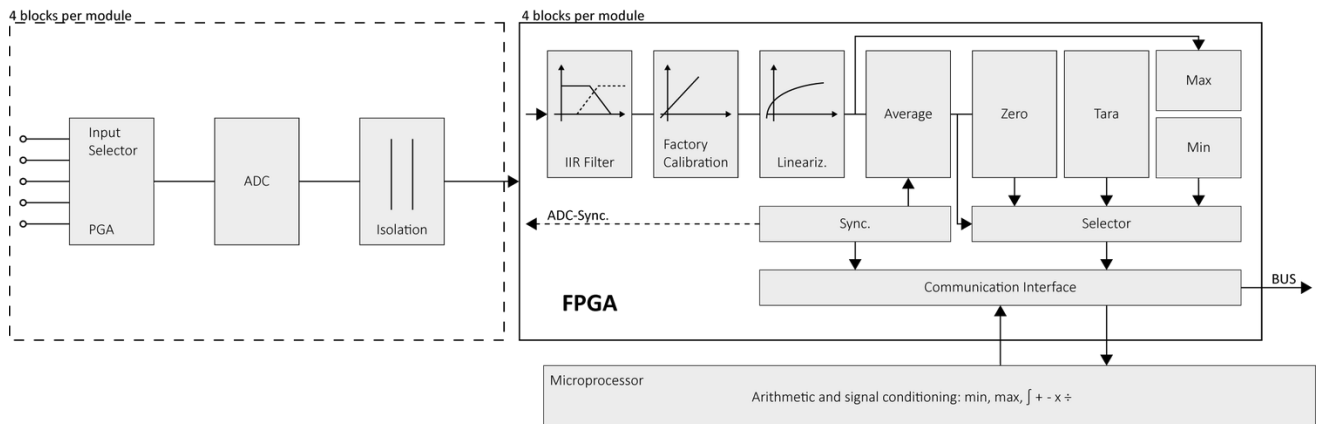 4 blocks per module
4 blocks per module
Input
Selector
PGA
ADC
Isolation
IIR Filter
Factory
Calibration
Lineariz.
Average
Zero
Tara
Max
Min
ADC-Sync.
Sync.
Selector
Communication Interface
BUS
FPGA
Microprocessor
Arithmetic and signal conditioning: min, max, ∫ + - x ÷